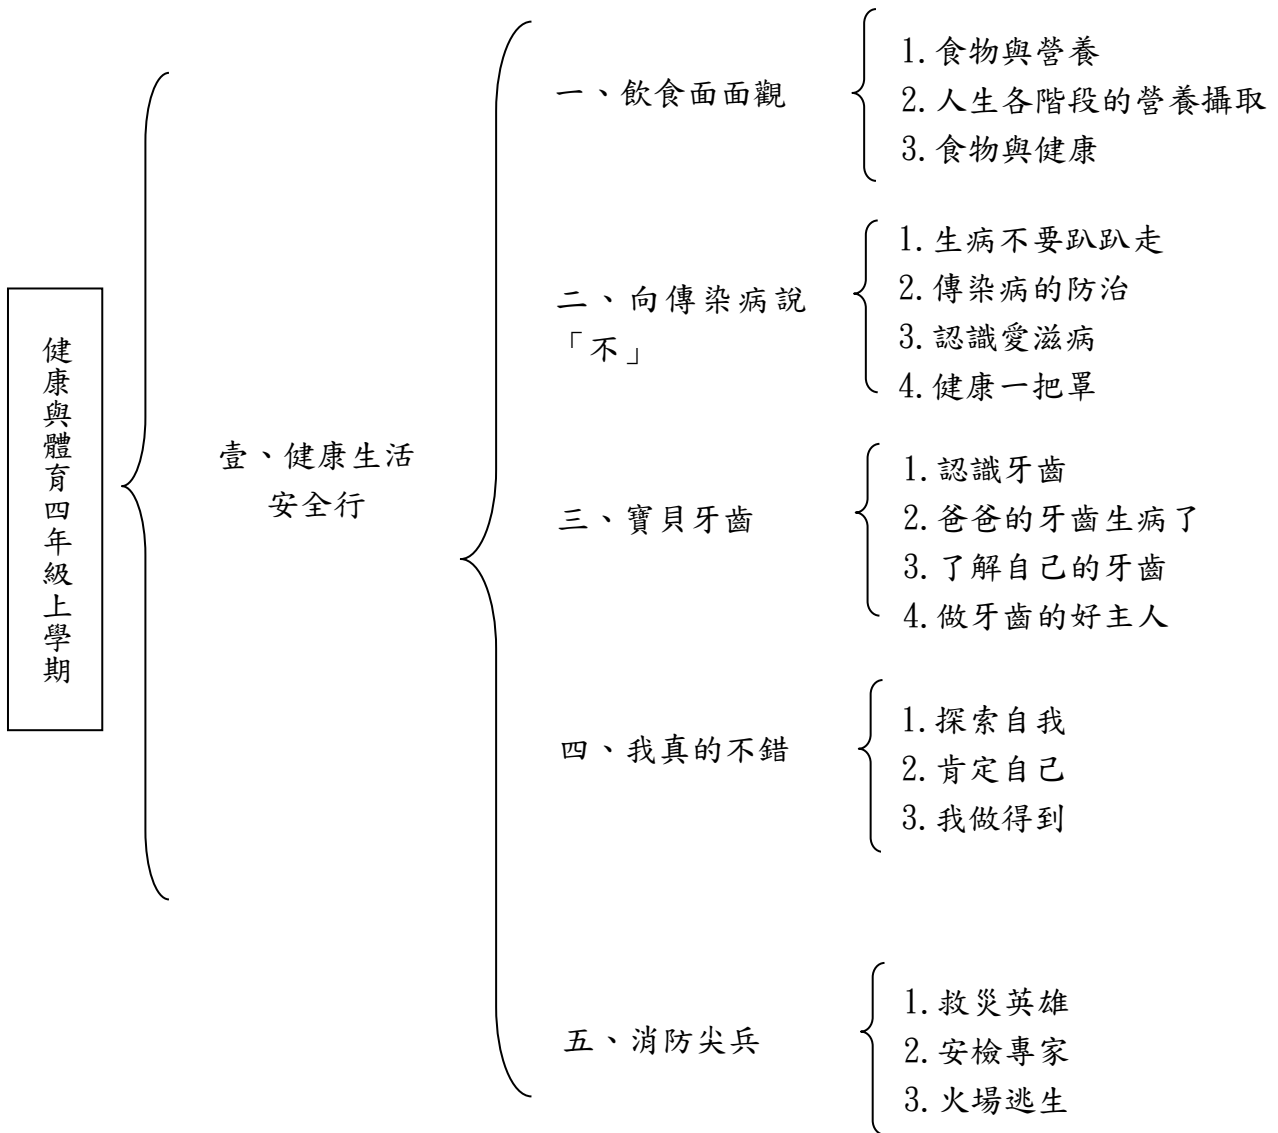 健康與體育四年級上學期
壹、健康生活
安全行
一、飲食面面觀
1.食物與營養
2.人生各階段的營養攝取
3.食物與健康
二、向傳染病說
「不」
1.生病不要趴趴走
2.傳染病的防治
3.認識愛滋病
4.健康一把罩
三、寶貝牙齒
1.認識牙齒
2.爸爸的牙齒生病了
3.了解自己的牙齒
4.做牙齒的好主人
四、我真的不錯
1.探索自我
2.肯定自己
3.我做得到
五、消防尖兵
1.救災英雄
2.安檢專家
3.火場逃生